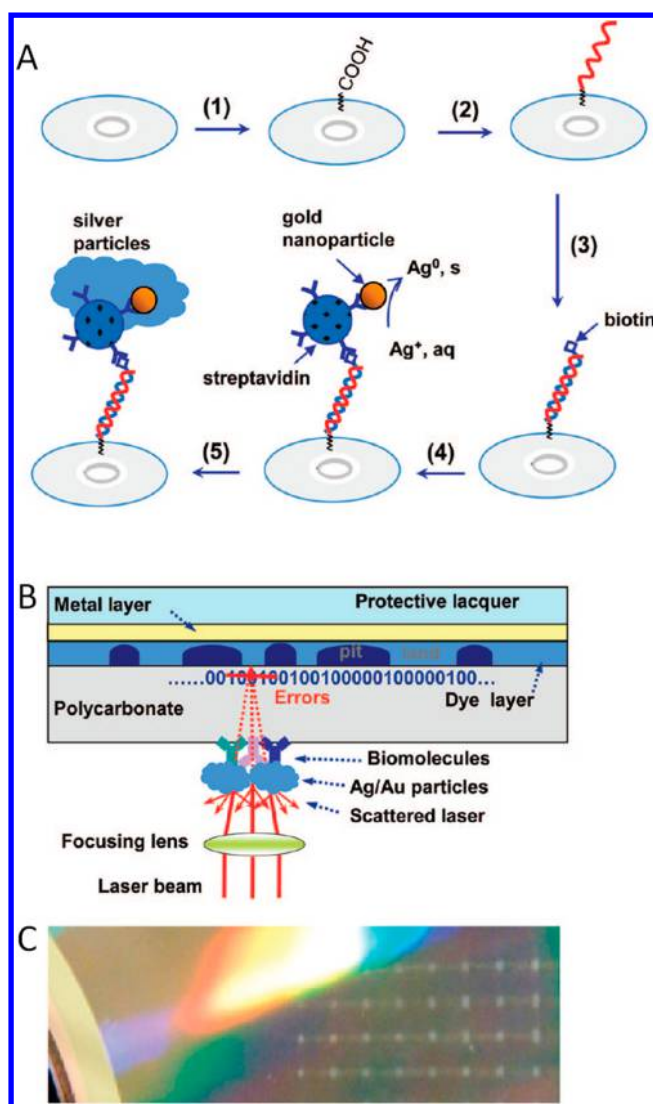 A
COOH
(1)
(2)
silver
particles
gold
nanoparticle
Ag⁰, s
(3)
biotin
streptavidin
Ag⁺, aq
(5)
(4)
B
Metal layer
Protective lacquer
pit
land
......001001001001000001000000100...
Errors
Dye layer
Polycarbonate
Biomolecules
Ag/Au particles
Scattered laser
Focusing lens
Laser beam
C